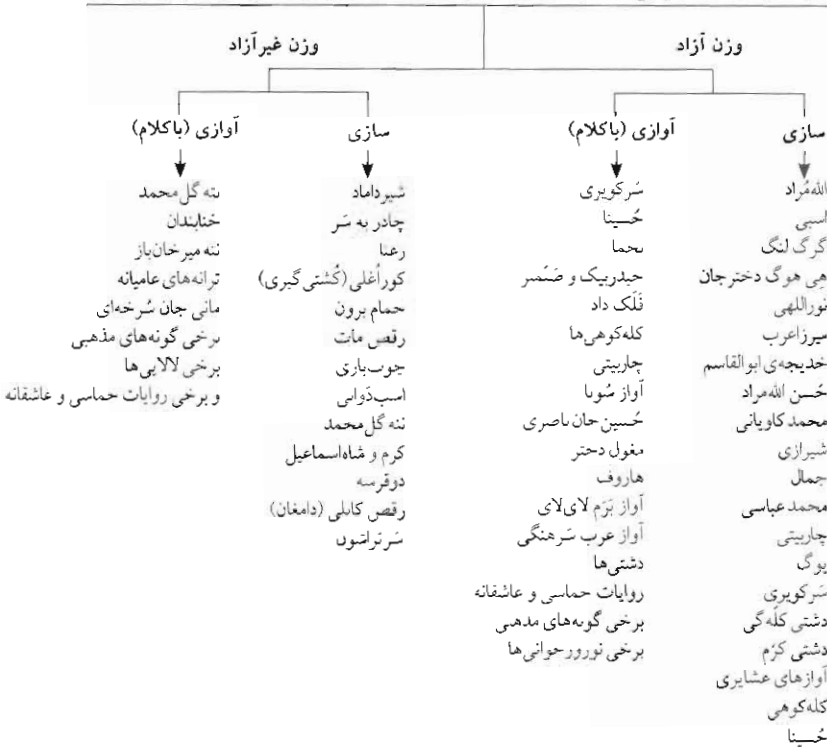 وزن آزاد
وزن غیرآزاد
سازی
آوازی (باکلام)
سازی
آوازی (باکلام)
الله‌مُراد
اسبی
گرگ لنگ
هِی هوگ دخترجان
نوراللهی
میرزاعرب
خدیجه‌ی ابوالقاسم
حَسن الله‌مراد
محمد کاویانی
شیرازی
جمال
محمد عباسی
چاربیتی
یوگ
سَرکویری
دشتی کلّه‌گی
دشتی کَرَم
آوازهای عشایری
کله‌کوهی
حُسینا
سَرکویری
حُسینا
نجما
حیدربیک و صَنَمبر
فَلَک داد
کله‌کوهی‌ها
چاربیتی
آواز سُوبا
حُسین‌خان ناصری
مغول دختر
هاروف
آواز بَرَم لای‌لای
آواز عرب سَرهنگی
دشتی‌ها
روایات حماسی و عاشقانه
برخی گونه‌های مذهبی
برخی نوروزخوانی‌ها
شیرداماد
چادر به سَر
رعنا
کوراُغلی (کُشتی‌گیری)
حمام برون
رقص مات
چوب‌بازی
اسب‌دَوانی
ننه گل‌محمد
کرم و شاه‌اسماعیل
دوقرسه
رقص کابلی (دامغان)
سَرتراشون
ننه گل‌محمد
حنابندان
ننه میرخان‌باز
ترانه‌های عامیانه
مانی جان سُرخه‌ای
برخی گونه‌های مذهبی
برخی لالایی‌ها
و برخی روایات حماسی و عاشقانه